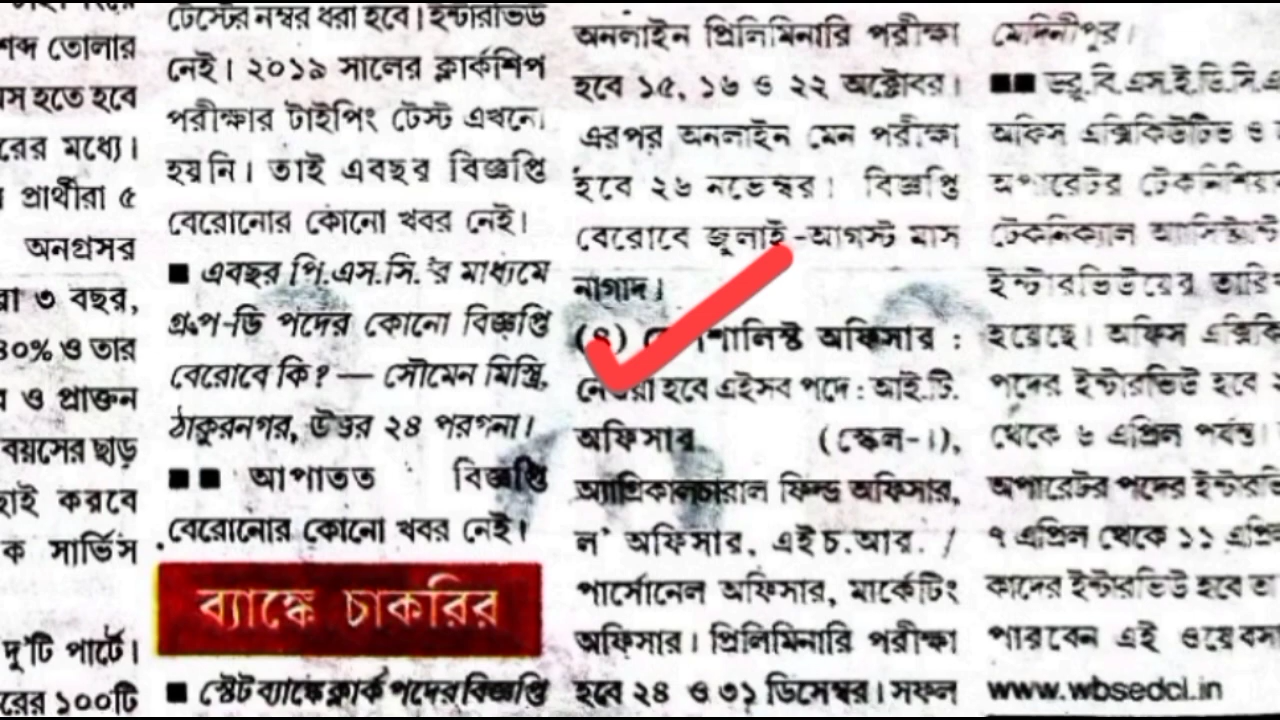 শব্দ তোলার
হতে হবে
মধ্যে।
প্রার্থীরা ৫
অনগ্রসর
৩ বছর,
৪০% ও তার
ও প্রাক্তন
বয়সের ছাড়
করবে
ক সার্ভিস
দু'টি পার্টে।
১০০টি
টেস্টের নম্বর ধরা হবে। ইন্টারভিউ
নেই। ২০১৯ সালের ক্লার্কশিপ
পরীক্ষার টাইপিং টেস্ট এখনো
হয়নি। তাই এবছর বিজ্ঞপ্তি
বেরোনোর কোনো খবর নেই।
■ এবছর পি.এস.সি.'র মাধ্যমে
গ্রুপ-ডি পদের কোনো বিজ্ঞপ্তি
বেরোবে কি? — সৌমেন মিস্ত্রি,
ঠাকুরনগর, উত্তর ২৪ পরগনা।
■■ আপাতত বিজ্ঞপ্তি
বেরোনোর কোনো খবর নেই।
ব্যাঙ্কে চাকরির
■ স্টেট ব্যাঙ্কে ক্লার্ক পদের বিজ্ঞপ্তি
অনলাইন প্রিলিমিনারি পরীক্ষা
হবে ১৫, ১৬ ও ২২ অক্টোবর।
এরপর অনলাইন মেন পরীক্ষা
হবে ২৬ নভেম্বর। বিজ্ঞপ্তি
বেরোবে জুলাই-আগস্ট মাস
নাগাদ।
(৪) অফিসার :
নেওয়া হবে এইসব পদে : আই.টি.
অফিসার (স্কেল-।),
অ্যাগ্রিকালচারাল ফিল্ড অফিসার,
ল' অফিসার, এইচ.আর. /
পার্সোনেল অফিসার, মার্কেটিং
অফিসার। প্রিলিমিনারি পরীক্ষা
হবে ২৪ ও ৩১ ডিসেম্বর। সফল
মেদিনীপুর।
■■ ডব্লু.বি.এস.ই.ডি.সি.এ
অফিস এক্সিকিউটিভ ও
অপারেটর টেকনিশিয়া
টেকনিক্যাল অ্যাসিস্ট্যান্ট
ইন্টারভিউয়ের তারি
হয়েছে। অফিস এক্সিকি
পদের ইন্টারভিউ হবে
থেকে ৬ এপ্রিল পর্যন্ত।
অপারেটর পদের ইন্টারভি
৭ এপ্রিল থেকে ১১ এপ্রি
কাদের ইন্টারভিউ হবে তা
পারবেন এই ওয়েবসা
www.wbsedcl.in